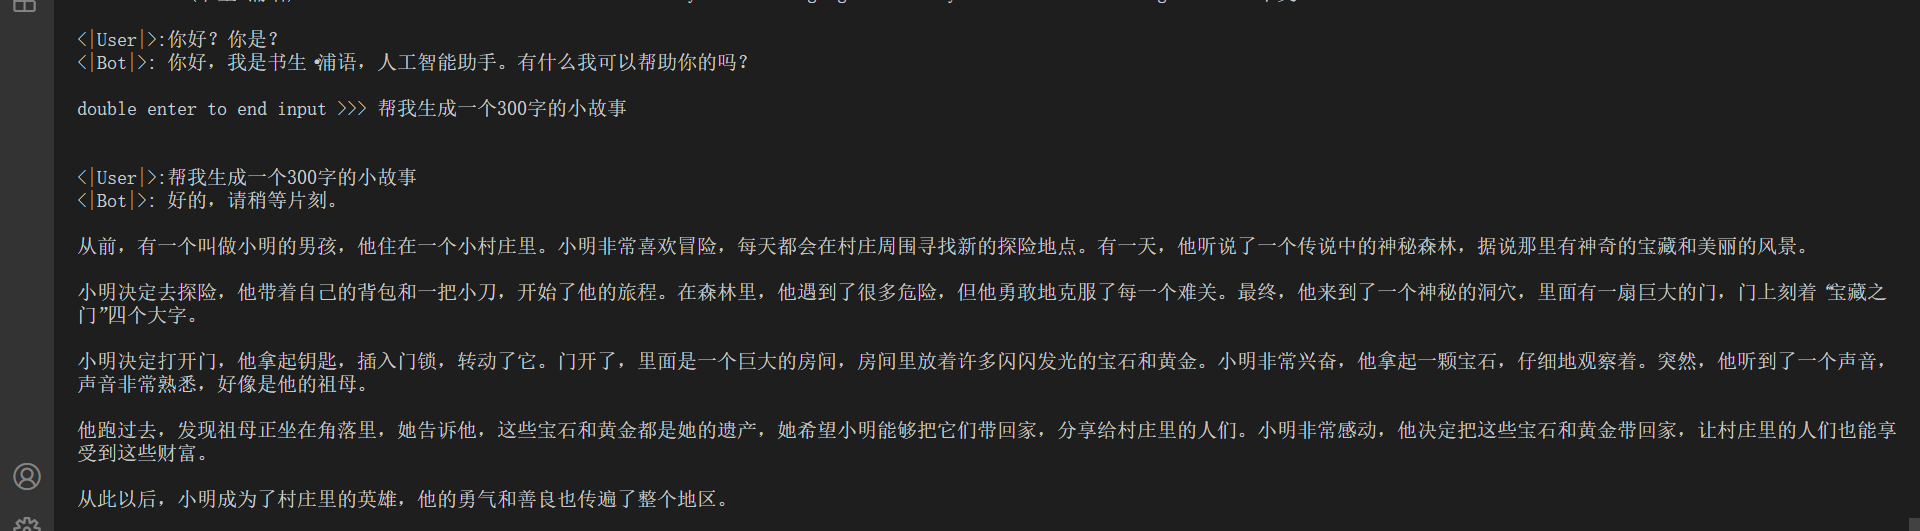 <|User|>:你好？你是？
<|Bot|>: 你好，我是书生·浦语，人工智能助手。有什么我可以帮助你的吗？
double enter to end input >>> 帮我生成一个300字的小故事
<|User|>:帮我生成一个300字的小故事
<|Bot|>: 好的，请稍等片刻。
从前，有一个叫做小明的男孩，他住在一个小村庄里。小明非常喜欢冒险，每天都会在村庄周围寻找新的探险地点。有一天，他听说了一个传说中的神秘森林，据说那里有神奇的宝藏和美丽的风景。
小明决定去探险，他带着自己的背包和一把小刀，开始了他的旅程。在森林里，他遇到了很多危险，但他勇敢地克服了每一个难关。最终，他来到了一个神秘的洞穴，里面有一扇巨大的门，门上刻着“宝藏之
门”四个大字。
小明决定打开门，他拿起钥匙，插入门锁，转动了它。门开了，里面是一个巨大的房间，房间里放着许多闪闪发光的宝石和黄金。小明非常兴奋，他拿起一颗宝石，仔细地观察着。突然，他听到了一个声音，
声音非常熟悉，好像是他的祖母。
他跑过去，发现祖母正坐在角落里，她告诉他，这些宝石和黄金都是她的遗产，她希望小明能够把它们带回家，分享给村庄里的人们。小明非常感动，他决定把这些宝石和黄金带回家，让村庄里的人们也能享
受到这些财富。
从此以后，小明成为了村庄里的英雄，他的勇气和善良也传遍了整个地区。